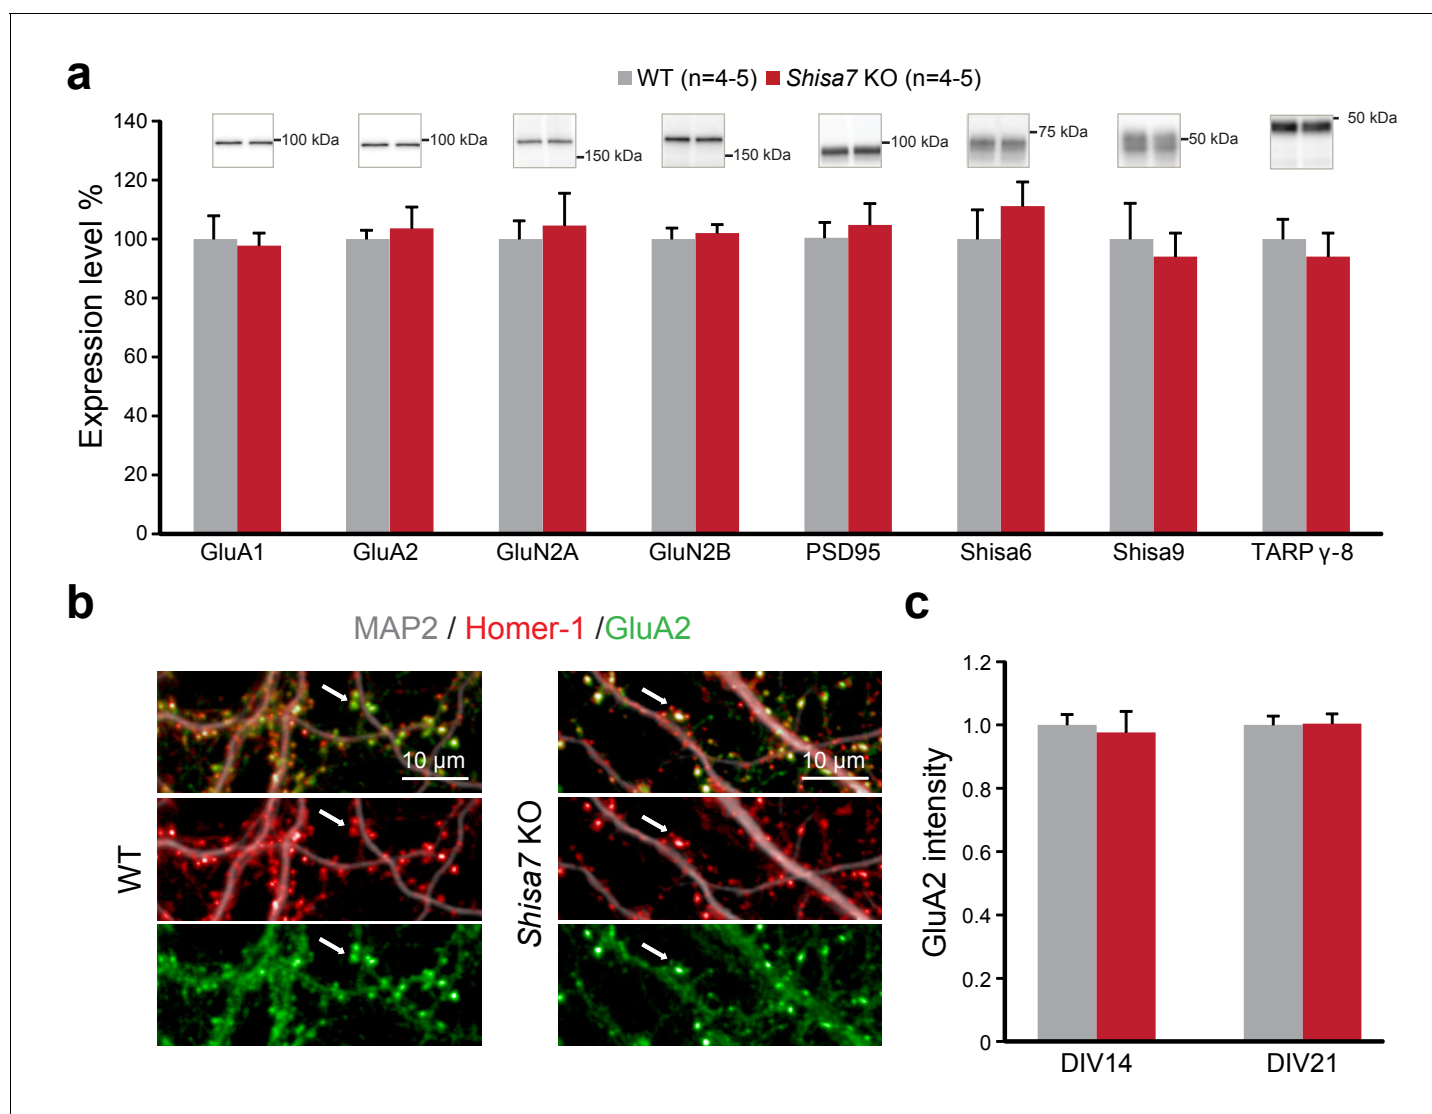 a
WT (n=4-5) Shisa7 KO (n=4-5)
Expression level %
140
120
100
80
60
40
20
0
100 kDa
100 kDa
150 kDa
150 kDa
100 kDa
75 kDa
50 kDa
50 kDa
GluA1 GluA2 GluN2A GluN2B PSD95 Shisa6 Shisa9 TARP γ-8
b
MAP2 / Homer-1 /GluA2
WT
10 µm
Shisa7 KO
10 µm
c
GluA2 intensity
1.2
1.0
0.8
0.6
0.4
0.2
0
DIV14 DIV21